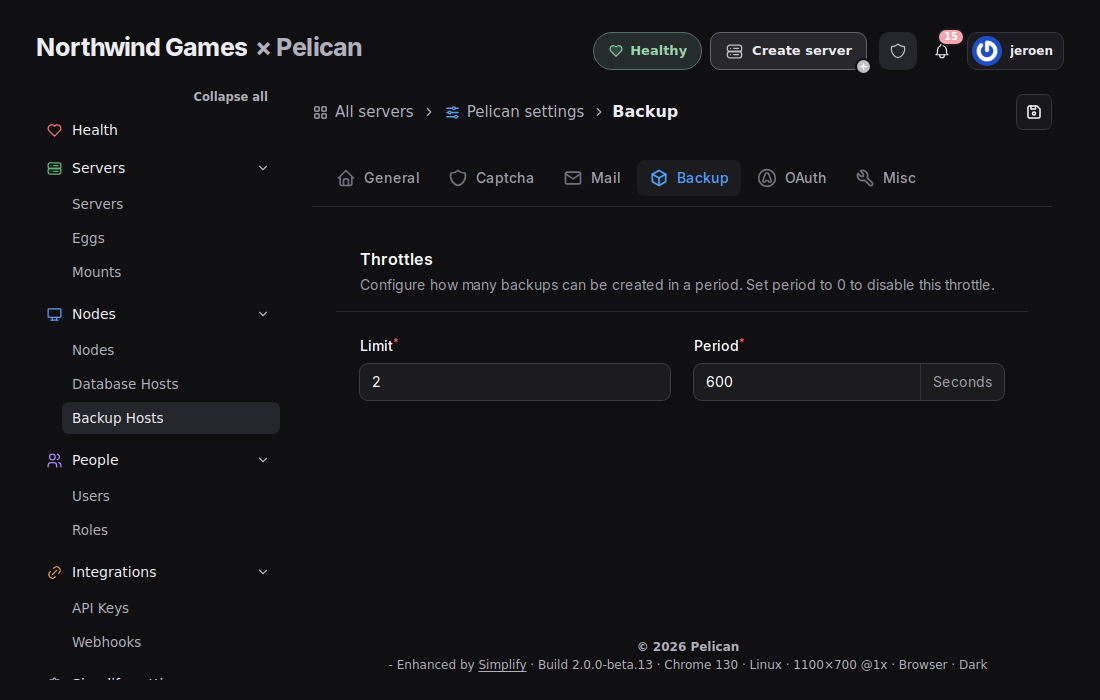 Northwind Games × Pelican
Healthy
Create server
15
jeroen
Collapse all
Health
Servers
Servers
Eggs
Mounts
Nodes
Nodes
Database Hosts
Backup Hosts
People
Users
Roles
Integrations
API Keys
Webhooks
All servers > Pelican settings > Backup
General
Captcha
Mail
Backup
OAuth
Misc
Throttles
Configure how many backups can be created in a period. Set period to 0 to disable this throttle.
Limit*
2
Period*
600
Seconds
© 2026 Pelican
- Enhanced by Simplify · Build 2.0.0-beta.13 · Chrome 130 · Linux · 1100×700 @1x · Browser · Dark